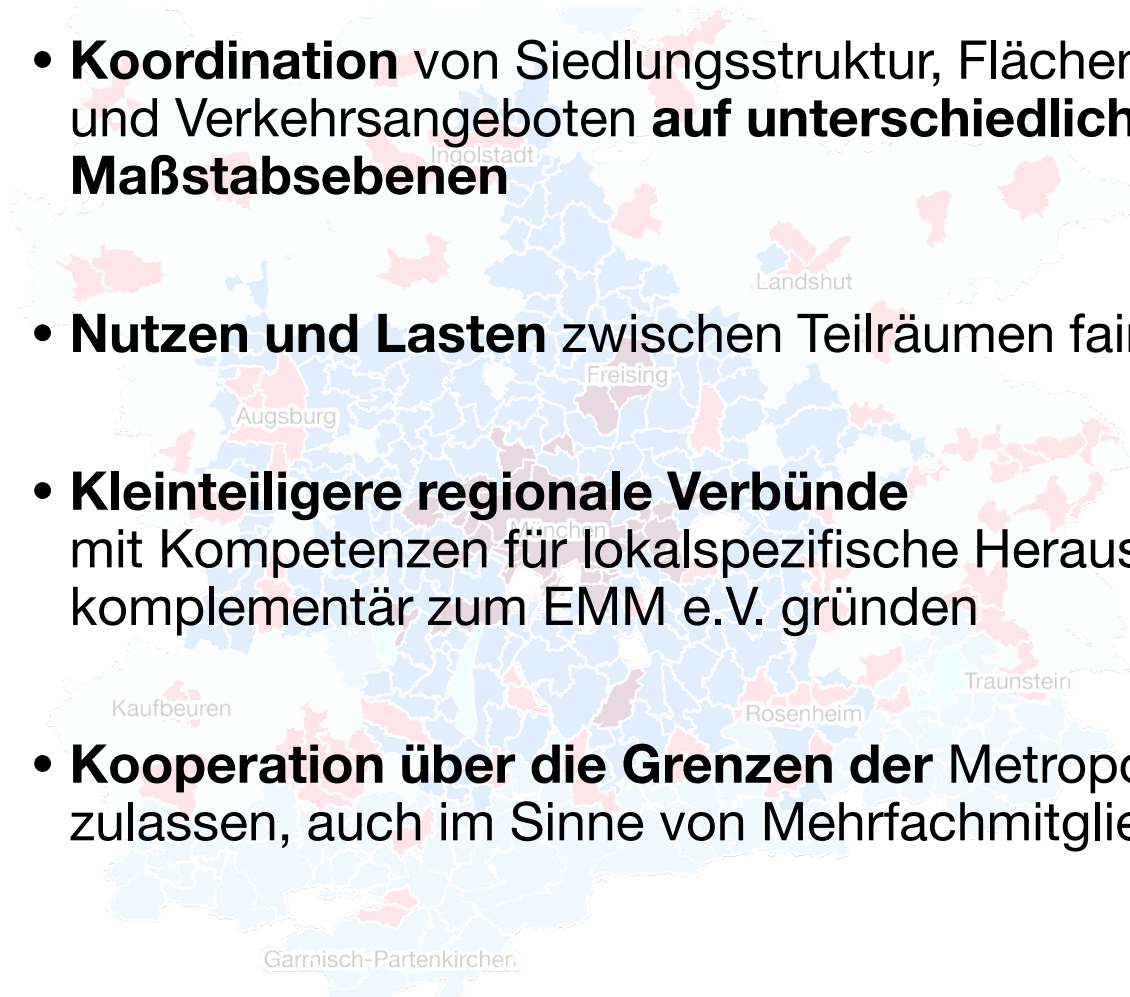 • Koordination von Siedlungsstruktur, Flächen
und Verkehrsangeboten auf unterschiedlich
Ingolstadt
Maßstabsebenen
Landshut
• Nutzen und Lasten zwischen Teilräumen fair
Freising
Augsburg
• Kleinteiligere regionale Verbünde
München
mit Kompetenzen für lokalspezifische Heraus
komplementär zum EMM e.V. gründen
Traunstein
Kaufbeuren
Rosenheim
• Kooperation über die Grenzen der Metropo
zulassen, auch im Sinne von Mehrfachmitglie
Garmisch-Partenkirchen